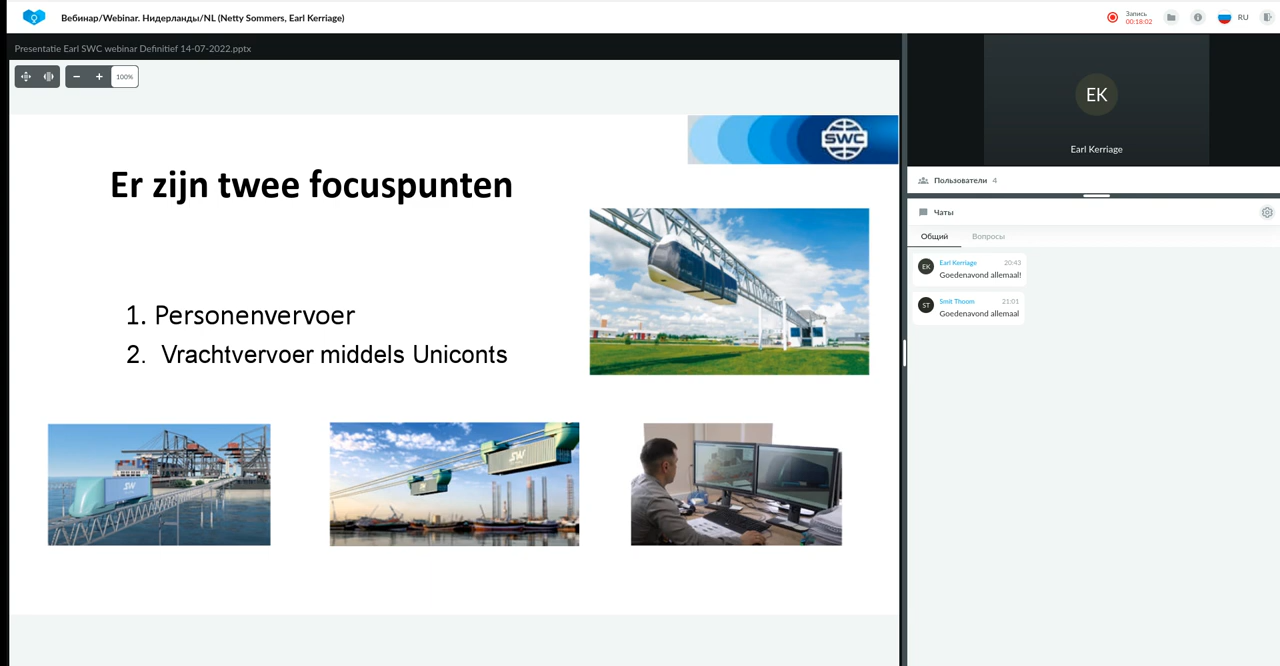 Вебинар/Webinar. Нидерланды/NL (Netty Sommers, Earl Kerriage)
Запись
00:18:02
RU
Presentatie Earl SWC webinar Definitief 14-07-2022.pptx
100%
SWC
Er zijn twee focuspunten
1. Personenvervoer
2. Vrachtvervoer middels Uniconts
SW
SW
EK
Earl Kerriage
Пользователи 4
Чаты
Общий Вопросы
EK
Earl Kerriage 20:43
Goedenavond allemaal!
ST
Smit Thoom 21:01
Goedenavond allemaal